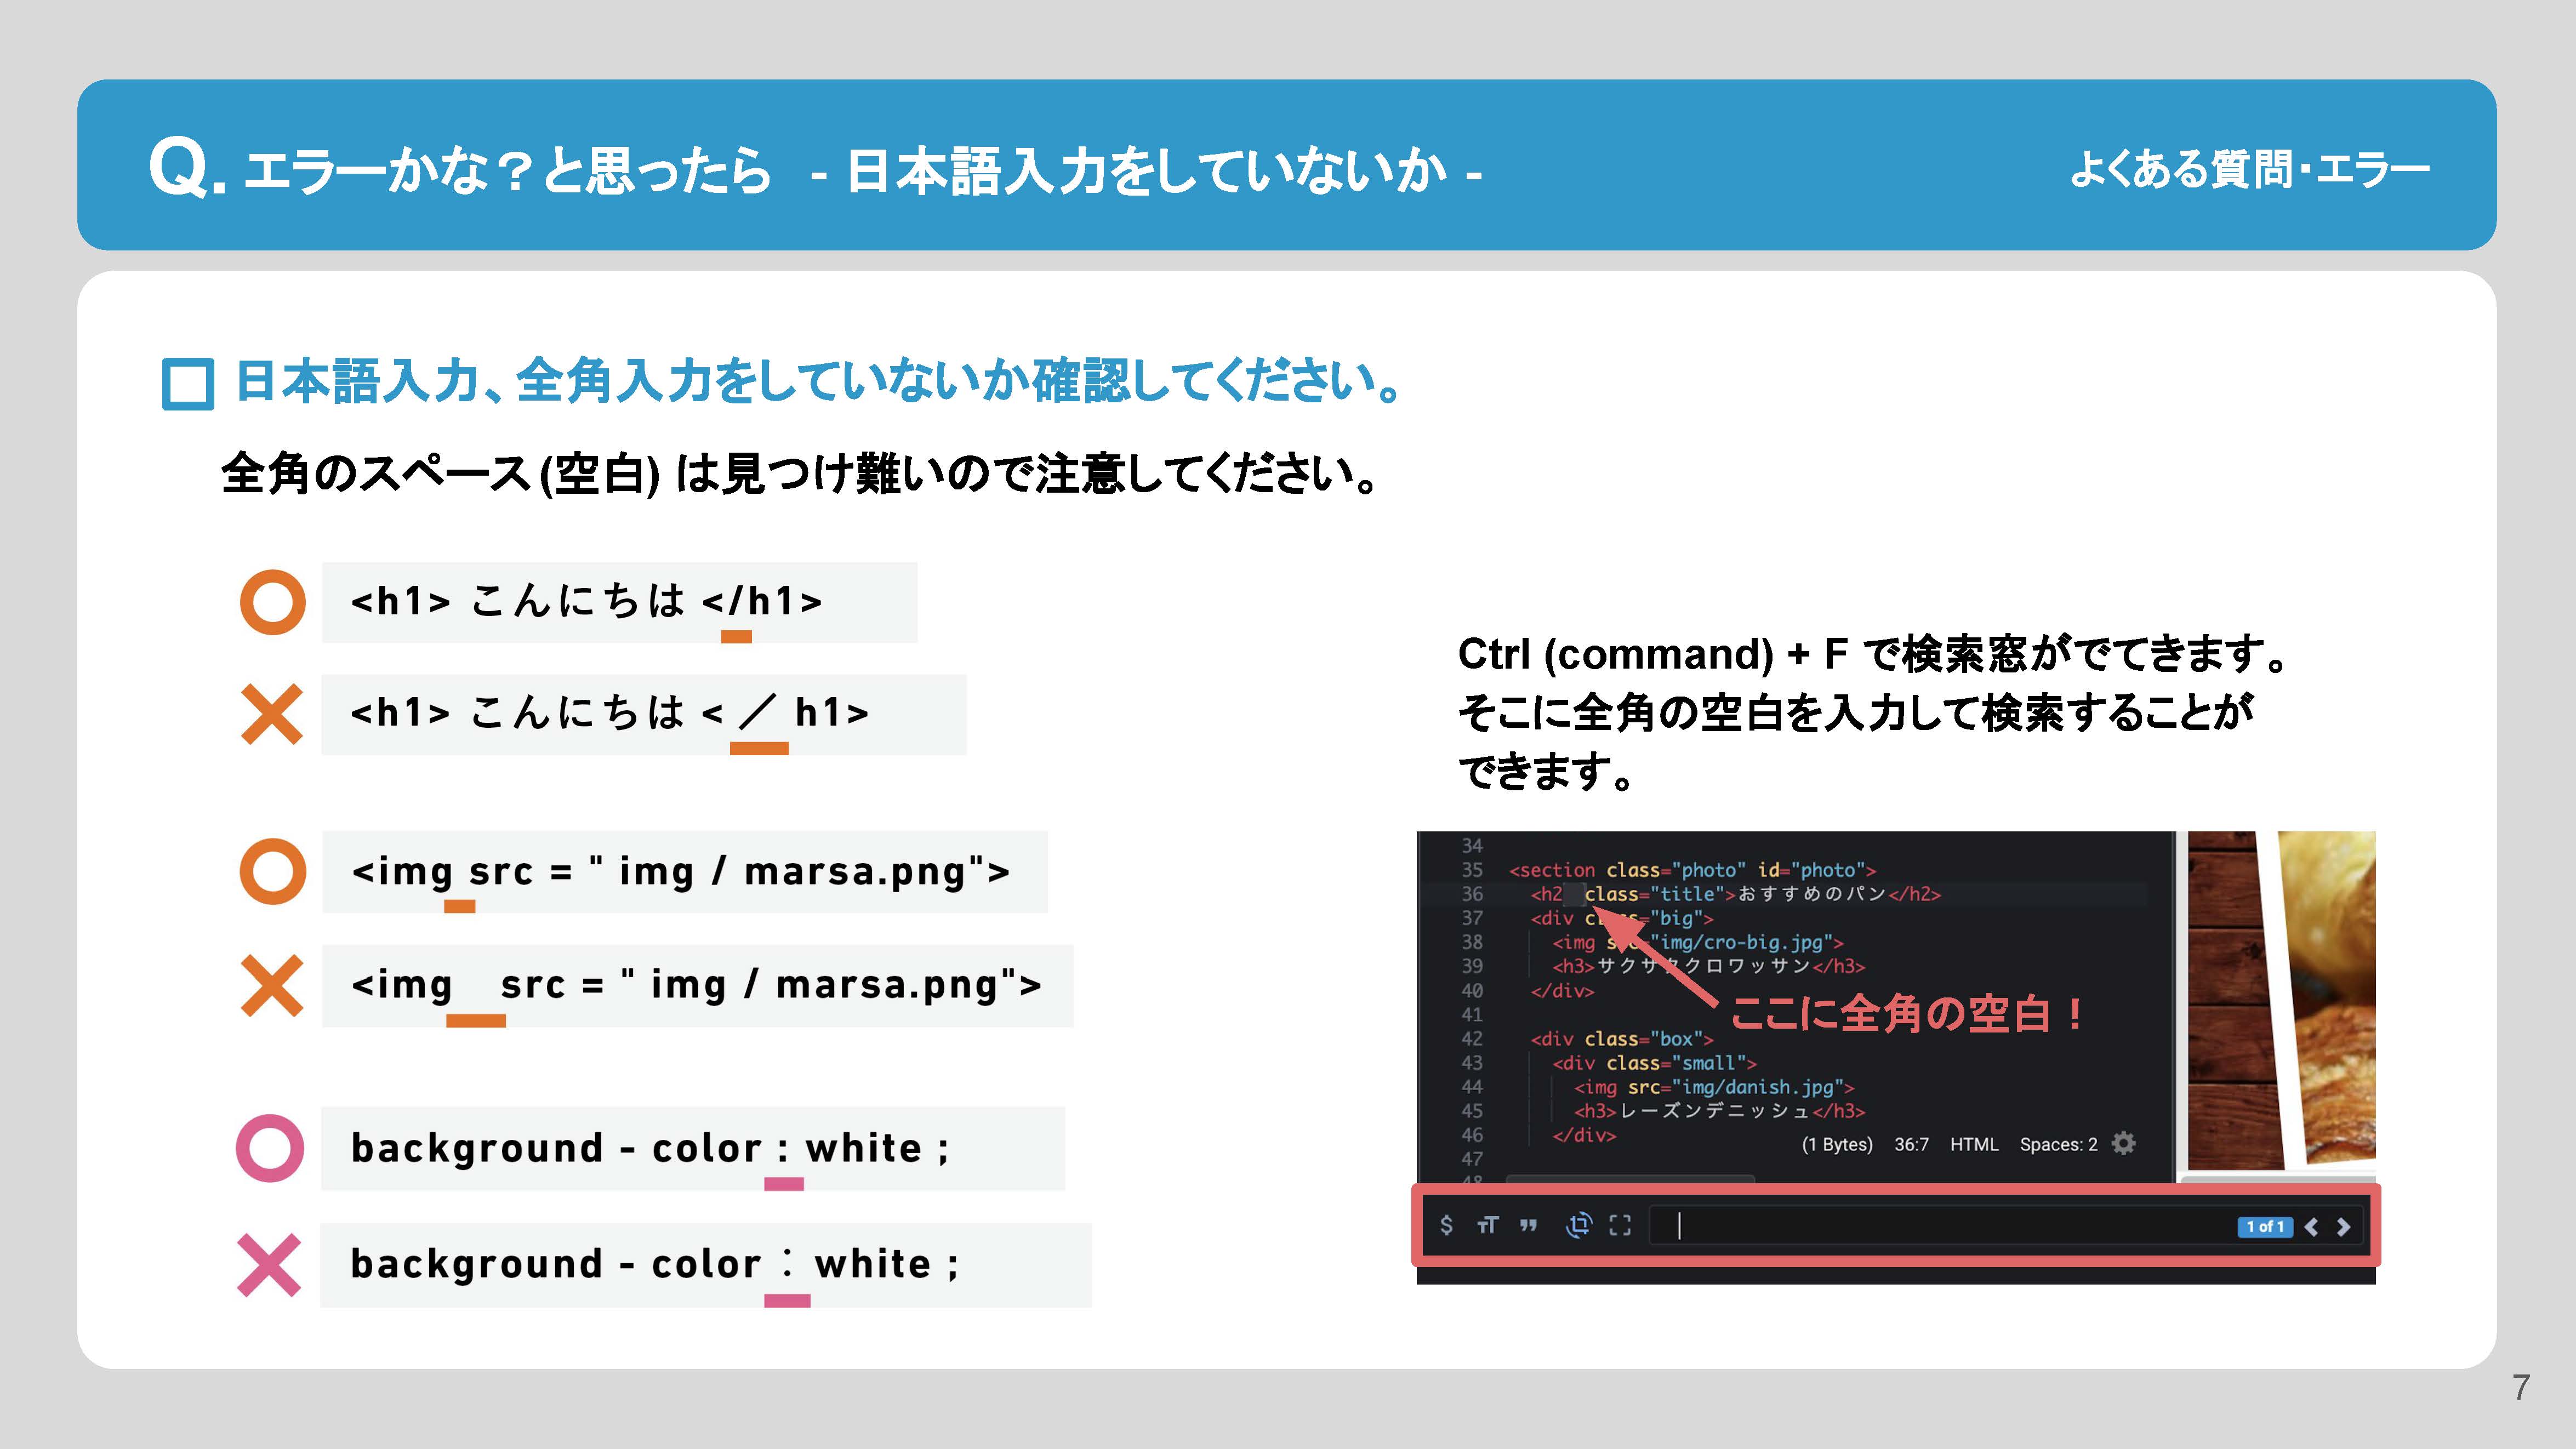 Q. エラーかな？と思ったら - 日本語入力をしていないか -
よくある質問・エラー
日本語入力、全角入力をしていないか確認してください。
全角のスペース(空白) は見つけ難いので注意してください。
<h1> こんにちは </h1>
<h1> こんにちは <／h1>
<img src = " img / marsa.png">
<img　src = " img / marsa.png">
background - color : white ;
background - color：white ;
Ctrl (command) + F で検索窓がでてきます。
そこに全角の空白を入力して検索することが
できます。
34
35 <section class="photo" id="photo">
36 <h2　class="title">おすすめのパン</h2>
37 <div class="big">
38 <img src="img/cro-big.jpg">
39 <h3>サクサククロワッサン</h3>
40 </div>
41
ここに全角の空白！
42 <div class="box">
43 <div class="small">
44 <img src="img/danish.jpg">
45 <h3>レーズンデニッシュ</h3>
46 </div>
(1 Bytes) 36:7 HTML Spaces: 2
47
48
1 of 1
7